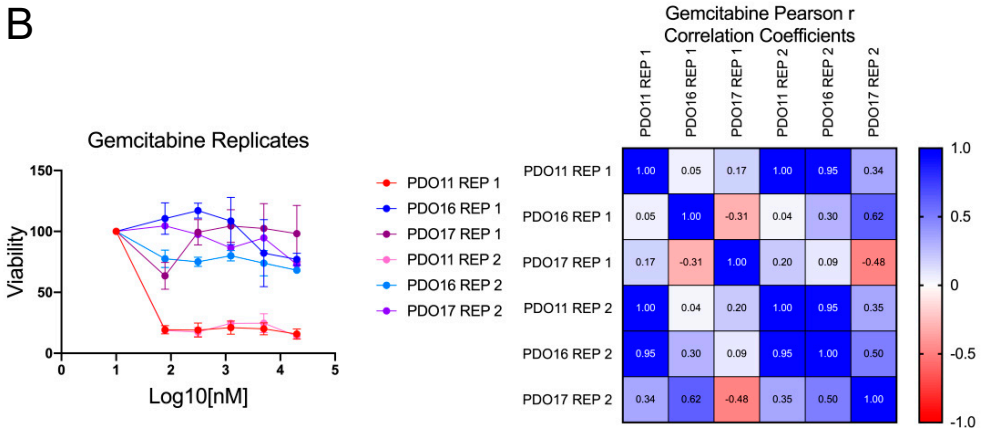 B
Gemcitabine Replicates
Viability
150
100
50
0
0 1 2 3 4 5
Log10[nM]
PDO11 REP 1
PDO16 REP 1
PDO17 REP 1
PDO11 REP 2
PDO16 REP 2
PDO17 REP 2
Gemcitabine Pearson r
Correlation Coefficients
PDO11 REP 1
PDO16 REP 1
PDO17 REP 1
PDO11 REP 2
PDO16 REP 2
PDO17 REP 2
PDO11 REP 1 1.00 0.05 0.17 1.00 0.95 0.34
PDO16 REP 1 0.05 1.00 -0.31 0.04 0.30 0.62
PDO17 REP 1 0.17 -0.31 1.00 0.20 0.09 -0.48
PDO11 REP 2 1.00 0.04 0.20 1.00 0.95 0.35
PDO16 REP 2 0.95 0.30 0.09 0.95 1.00 0.50
PDO17 REP 2 0.34 0.62 -0.48 0.35 0.50 1.00
1.0
0.5
0
-0.5
-1.0